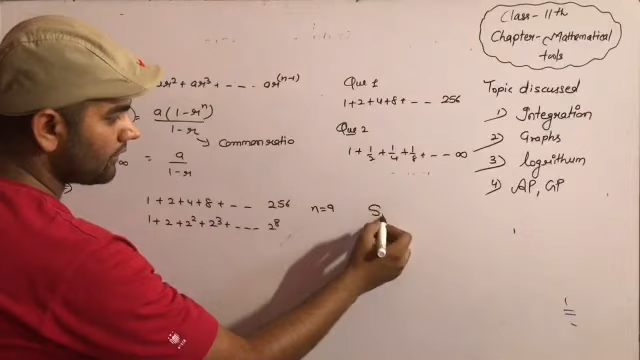 Class-11th
Chapter-Mathematical
tools
ar² + ar³ + - - - ar⁽ⁿ⁻¹⁾
= a(1-rⁿ)
1-r
Common ratio
∞ = a
1-r
1+2+4+8+ - - 256 n=9 S
1+2+2²+2³+ - - - 2⁸
Que 1
1+2+4+8+ - - 256
Que 2
1 + 1/2 + 1/4 + 1/8 + - - ∞
Topic discussed
1) Integration
2) Graphs
3) logrithum
4) AP, GP